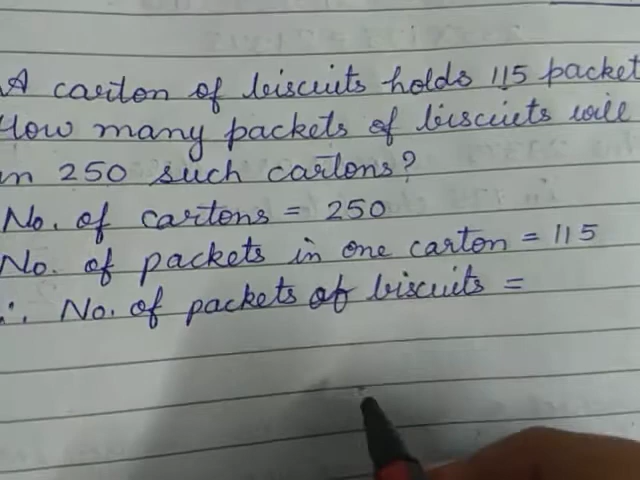 A carton of biscuits holds 115 packet
How many packets of biscuits will
in 250 such cartons?
No. of cartons = 250
No. of packets in one carton = 115
∴ No. of packets of biscuits =